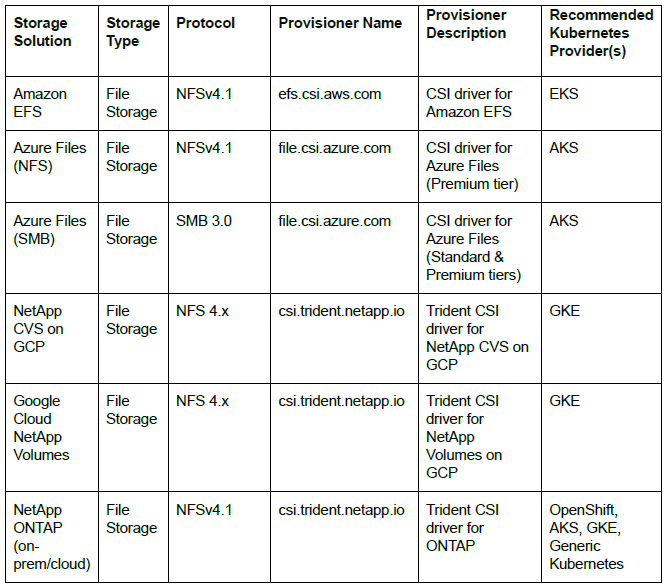 Storage Solution
Storage Type
Protocol
Provisioner Name
Provisioner Description
Recommended Kubernetes Provider(s)
Amazon EFS
File Storage
NFSv4.1
efs.csi.aws.com
CSI driver for Amazon EFS
EKS
Azure Files (NFS)
File Storage
NFSv4.1
file.csi.azure.com
CSI driver for Azure Files (Premium tier)
AKS
Azure Files (SMB)
File Storage
SMB 3.0
file.csi.azure.com
CSI driver for Azure Files (Standard & Premium tiers)
AKS
NetApp CVS on GCP
File Storage
NFS 4.x
csi.trident.netapp.io
Trident CSI driver for NetApp CVS on GCP
GKE
Google Cloud NetApp Volumes
File Storage
NFS 4.x
csi.trident.netapp.io
Trident CSI driver for NetApp Volumes on GCP
GKE
NetApp ONTAP (on-prem/cloud)
File Storage
NFSv4.1
csi.trident.netapp.io
Trident CSI driver for ONTAP
OpenShift, AKS, GKE, Generic Kubernetes